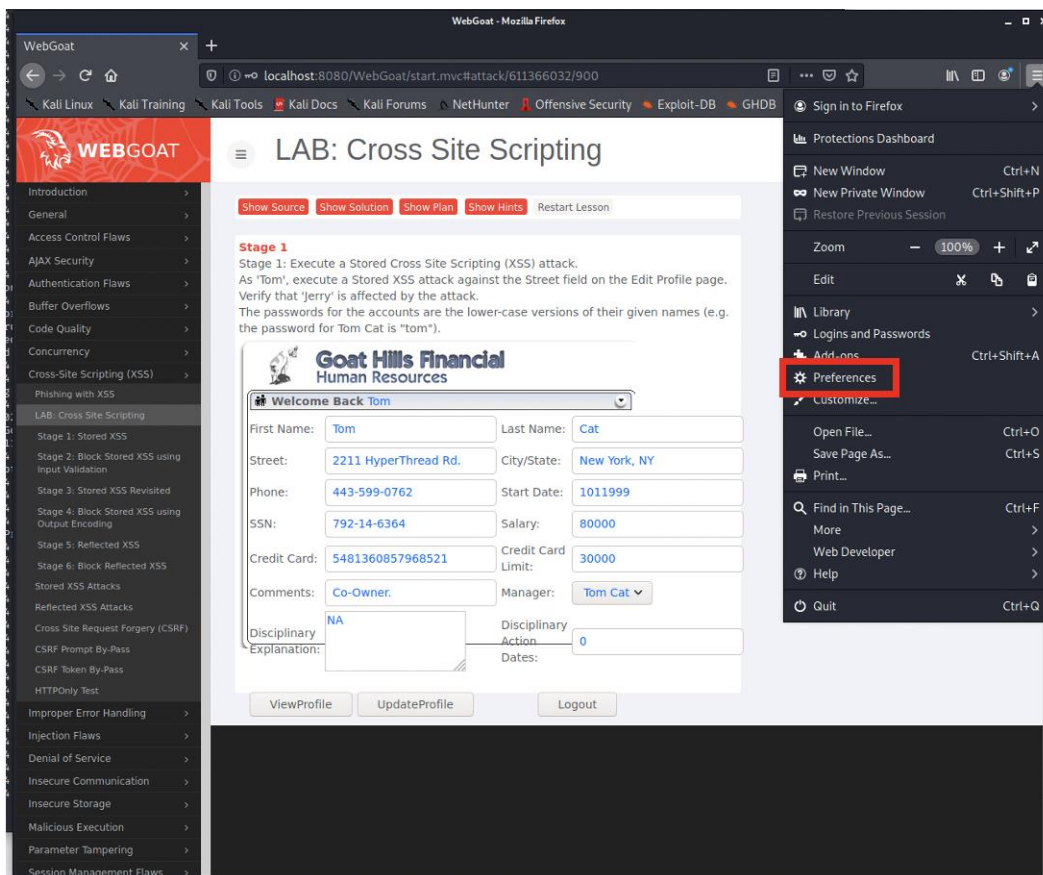 WebGoat - Mozilla Firefox
WebGoat
localhost:8080/WebGoat/start.mvc#attack/611366032/900
Kali Linux Kali Training Kali Tools Kali Docs Kali Forums NetHunter Offensive Security Exploit-DB GHDB
WEBGOAT
Introduction
General
Access Control Flaws
AJAX Security
Authentication Flaws
Buffer Overflows
Code Quality
Concurrency
Cross-Site Scripting (XSS)
Phishing with XSS
LAB: Cross Site Scripting
Stage 1: Stored XSS
Stage 2: Block Stored XSS using
Input Validation
Stage 3: Stored XSS Revisited
Stage 4: Block Stored XSS using
Output Encoding
Stage 5: Reflected XSS
Stage 6: Block Reflected XSS
Stored XSS Attacks
Reflected XSS Attacks
Cross Site Request Forgery (CSRF)
CSRF Prompt By-Pass
CSRF Token By-Pass
HTTPOnly Test
Improper Error Handling
Injection Flaws
Denial of Service
Insecure Communication
Insecure Storage
Malicious Execution
Parameter Tampering
Session Management Flaws
LAB: Cross Site Scripting
Show Source Show Solution Show Plan Show Hints Restart Lesson
Stage 1
Stage 1: Execute a Stored Cross Site Scripting (XSS) attack.
As 'Tom', execute a Stored XSS attack against the Street field on the Edit Profile page.
Verify that 'Jerry' is affected by the attack.
The passwords for the accounts are the lower-case versions of their given names (e.g.
the password for Tom Cat is "tom").
Goat Hills Financial
Human Resources
Welcome Back Tom
First Name: Tom Last Name: Cat
Street: 2211 HyperThread Rd. City/State: New York, NY
Phone: 443-599-0762 Start Date: 1011999
SSN: 792-14-6364 Salary: 80000
Credit Card: 5481360857968521 Credit Card Limit: 30000
Comments: Co-Owner. Manager: Tom Cat
Disciplinary Explanation: NA Disciplinary Action Dates: 0
ViewProfile UpdateProfile Logout
Sign in to Firefox
Protections Dashboard
New Window Ctrl+N
New Private Window Ctrl+Shift+P
Restore Previous Session
Zoom 100%
Edit
Library
Logins and Passwords
Add-ons Ctrl+Shift+A
Preferences
Customize...
Open File... Ctrl+O
Save Page As... Ctrl+S
Print...
Find in This Page... Ctrl+F
More
Web Developer
Help
Quit Ctrl+Q